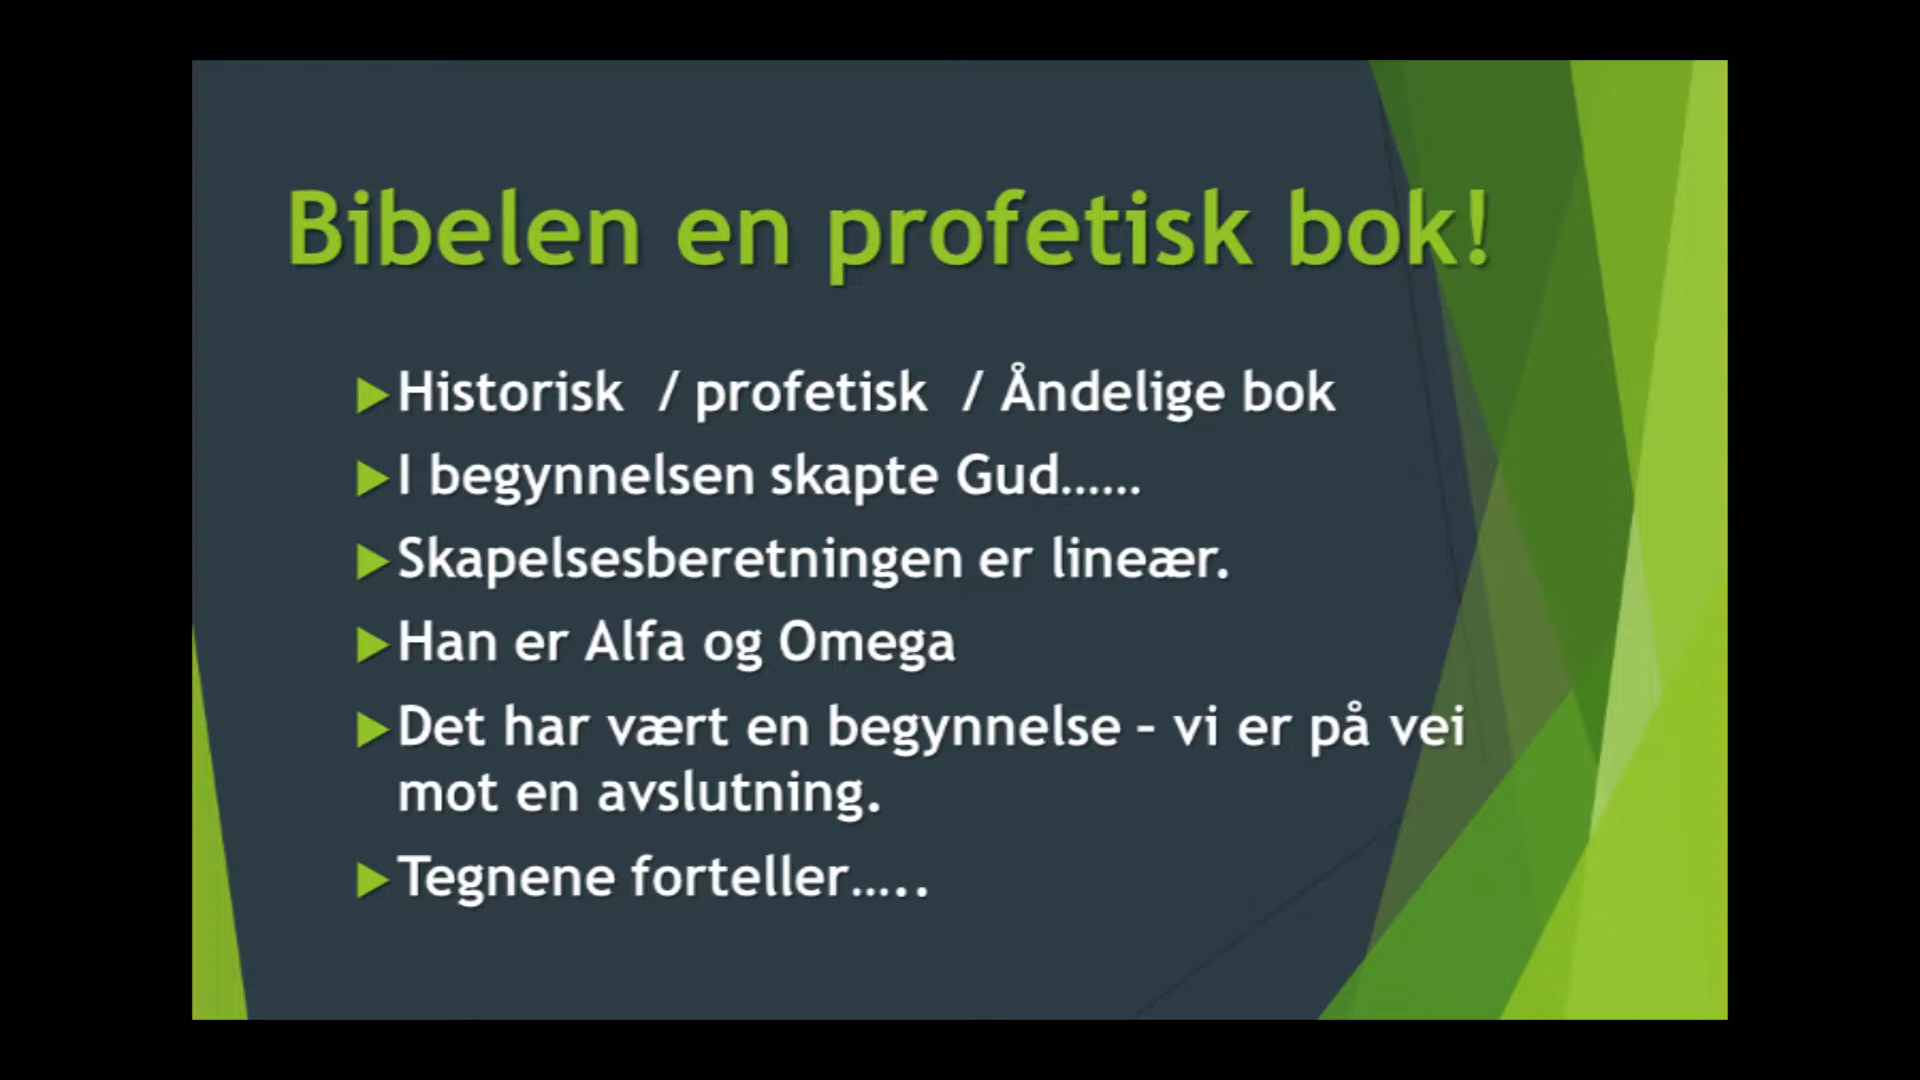 Bibelen en profetisk bok!
Historisk / profetisk / Åndelige bok
I begynnelsen skapte Gud......
Skapelsesberetningen er lineær.
Han er Alfa og Omega
Det har vært en begynnelse – vi er på vei
mot en avslutning.
Tegnene forteller.....